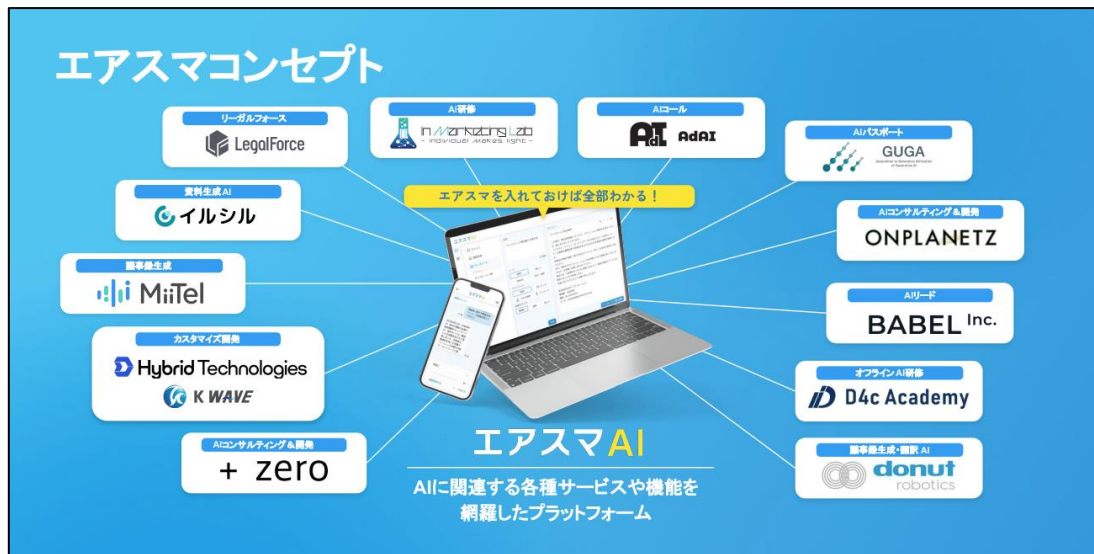 エアスマコンセプト
リーガルフォース
LegalForce
AI研修
In Marketing Lab
- individual makes light -
AIコール
AdAI
AdAI
AIパスポート
GUGA
資料生成AI
イルシル
エアスマを入れておけば全部わかる！
AIコンサルティング＆開発
ONPLANETZ
議事録生成
MiiTel
AIリード
BABEL Inc.
カスタマイズ開発
Hybrid Technologies
K WAVE
オフラインAI研修
D4c Academy
AIコンサルティング＆開発
+ zero
議事録生成・翻訳 AI
donut
robotics
エアスマAI
AIに関連する各種サービスや機能を
網羅したプラットフォーム